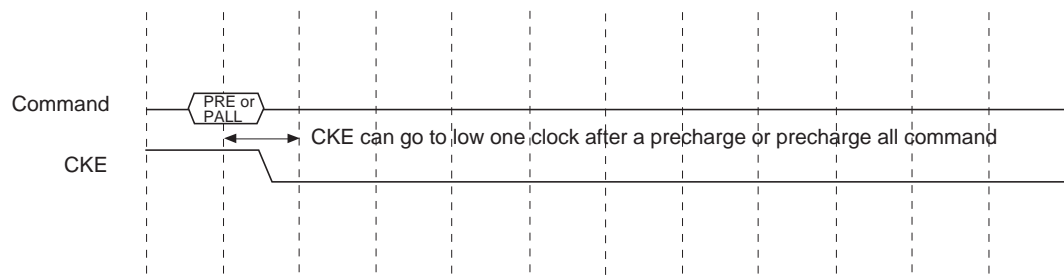 Command
PRE or
PALL
CKE can go to low one clock after a precharge or precharge all command
CKE